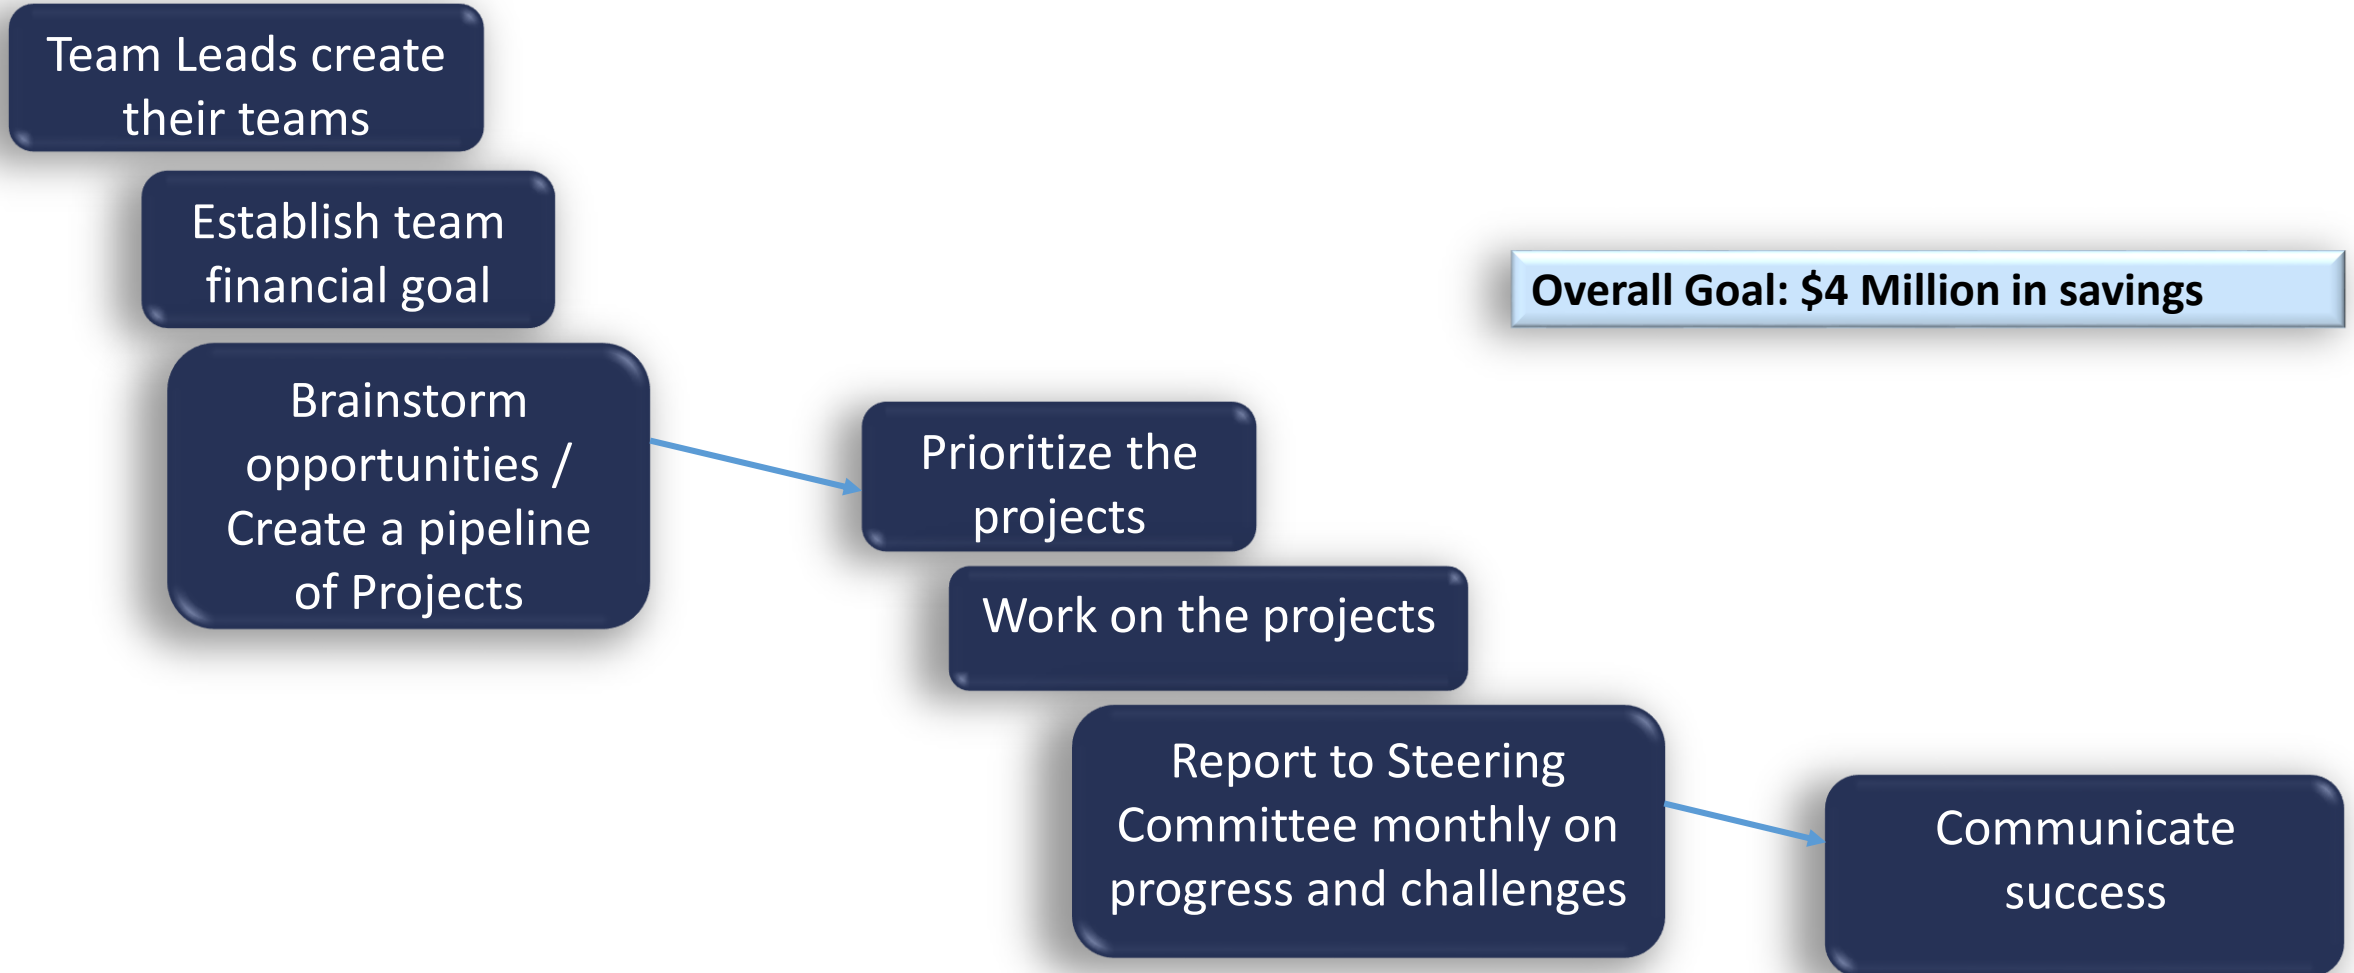 Team Leads create
their teams
Establish team
financial goal
Overall Goal: $4 Million in savings
Brainstorm
opportunities /
Create a pipeline
of Projects
Prioritize the
projects
Work on the projects
Report to Steering
Committee monthly on
progress and challenges
Communicate
success